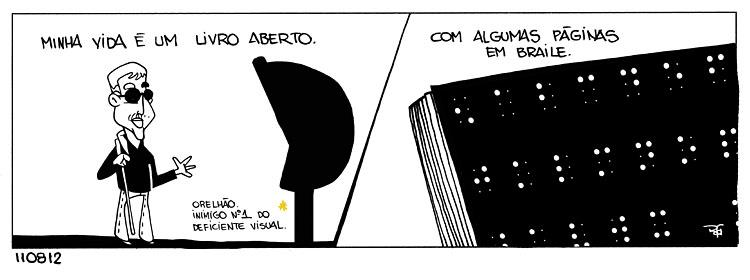 MINHA VIDA É UM LIVRO ABERTO.
ORELHÃO.
INIMIGO Nº1 DO
DEFICIENTE VISUAL.
COM ALGUMAS PÁGINAS
EM BRAILE.
110812